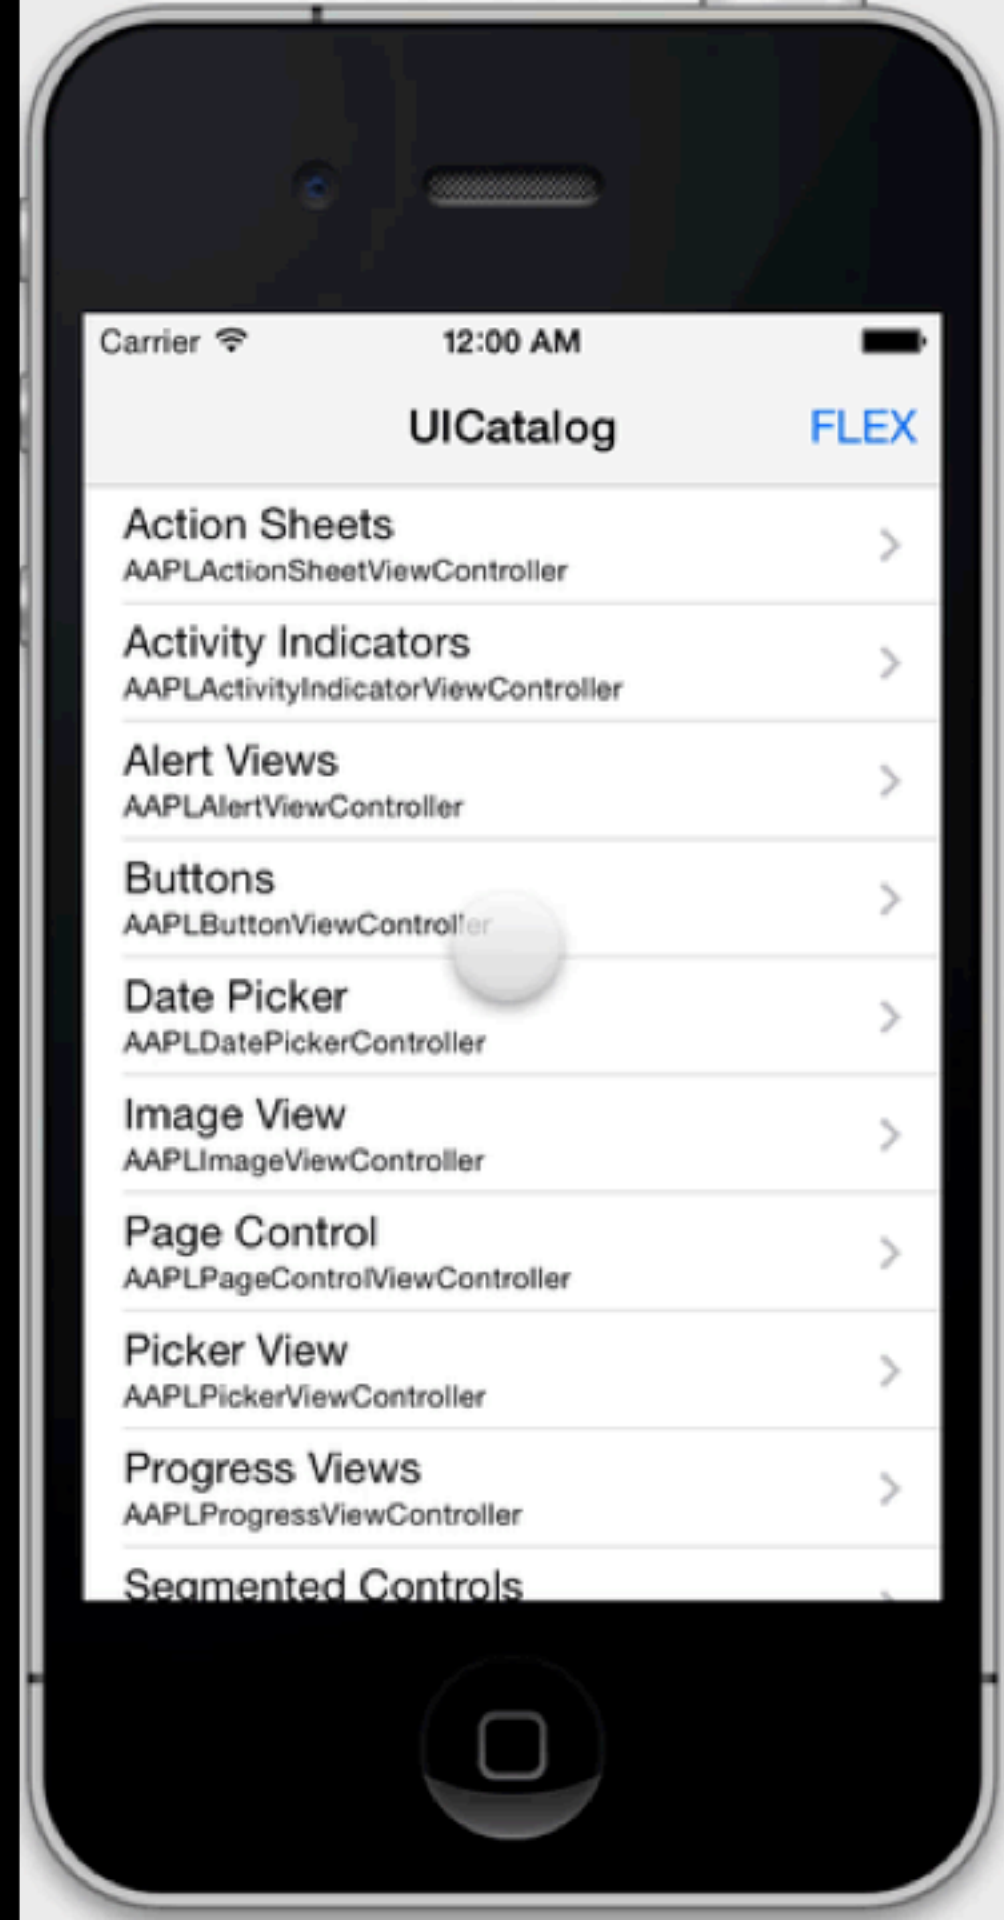 Carrier
12:00 AM
UICatalog
FLEX
Action Sheets
AAPLActionSheetViewController
Activity Indicators
AAPLActivityIndicatorViewController
Alert Views
AAPLAlertViewController
Buttons
AAPLButtonViewController
Date Picker
AAPLDatePickerController
Image View
AAPLImageViewController
Page Control
AAPLPageControlViewController
Picker View
AAPLPickerViewController
Progress Views
AAPLProgressViewController
Segmented Controls